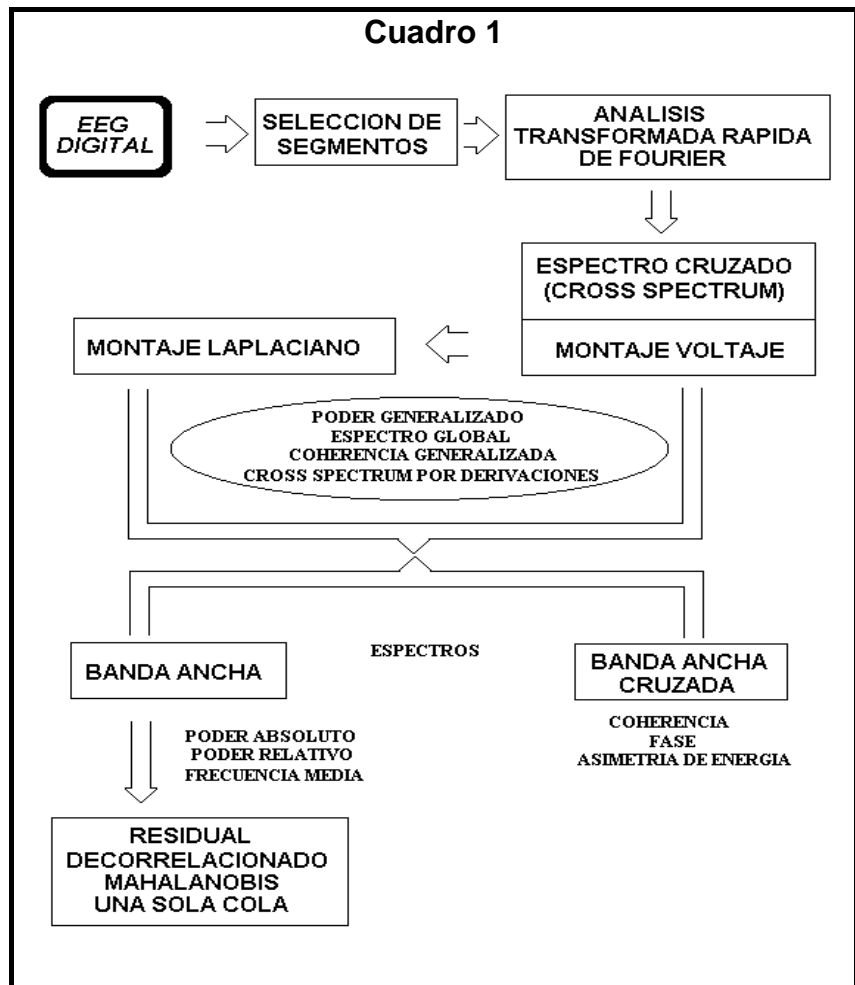 Cuadro 1
EEG
DIGITAL
SELECCION DE
SEGMENTOS
ANALISIS
TRANSFORMADA RAPIDA
DE FOURIER
ESPECTRO CRUZADO
(CROSS SPECTRUM)
MONTAJE LAPLACIANO
MONTAJE VOLTAJE
PODER GENERALIZADO
ESPECTRO GLOBAL
COHERENCIA GENERALIZADA
CROSS SPECTRUM POR DERIVACIONES
BANDA ANCHA
ESPECTROS
BANDA ANCHA
CRUZADA
PODER ABSOLUTO
PODER RELATIVO
FRECUENCIA MEDIA
COHERENCIA
FASE
ASIMETRIA DE ENERGIA
RESIDUAL
DECORRELACIONADO
MAHALANOBIS
UNA SOLA COLA